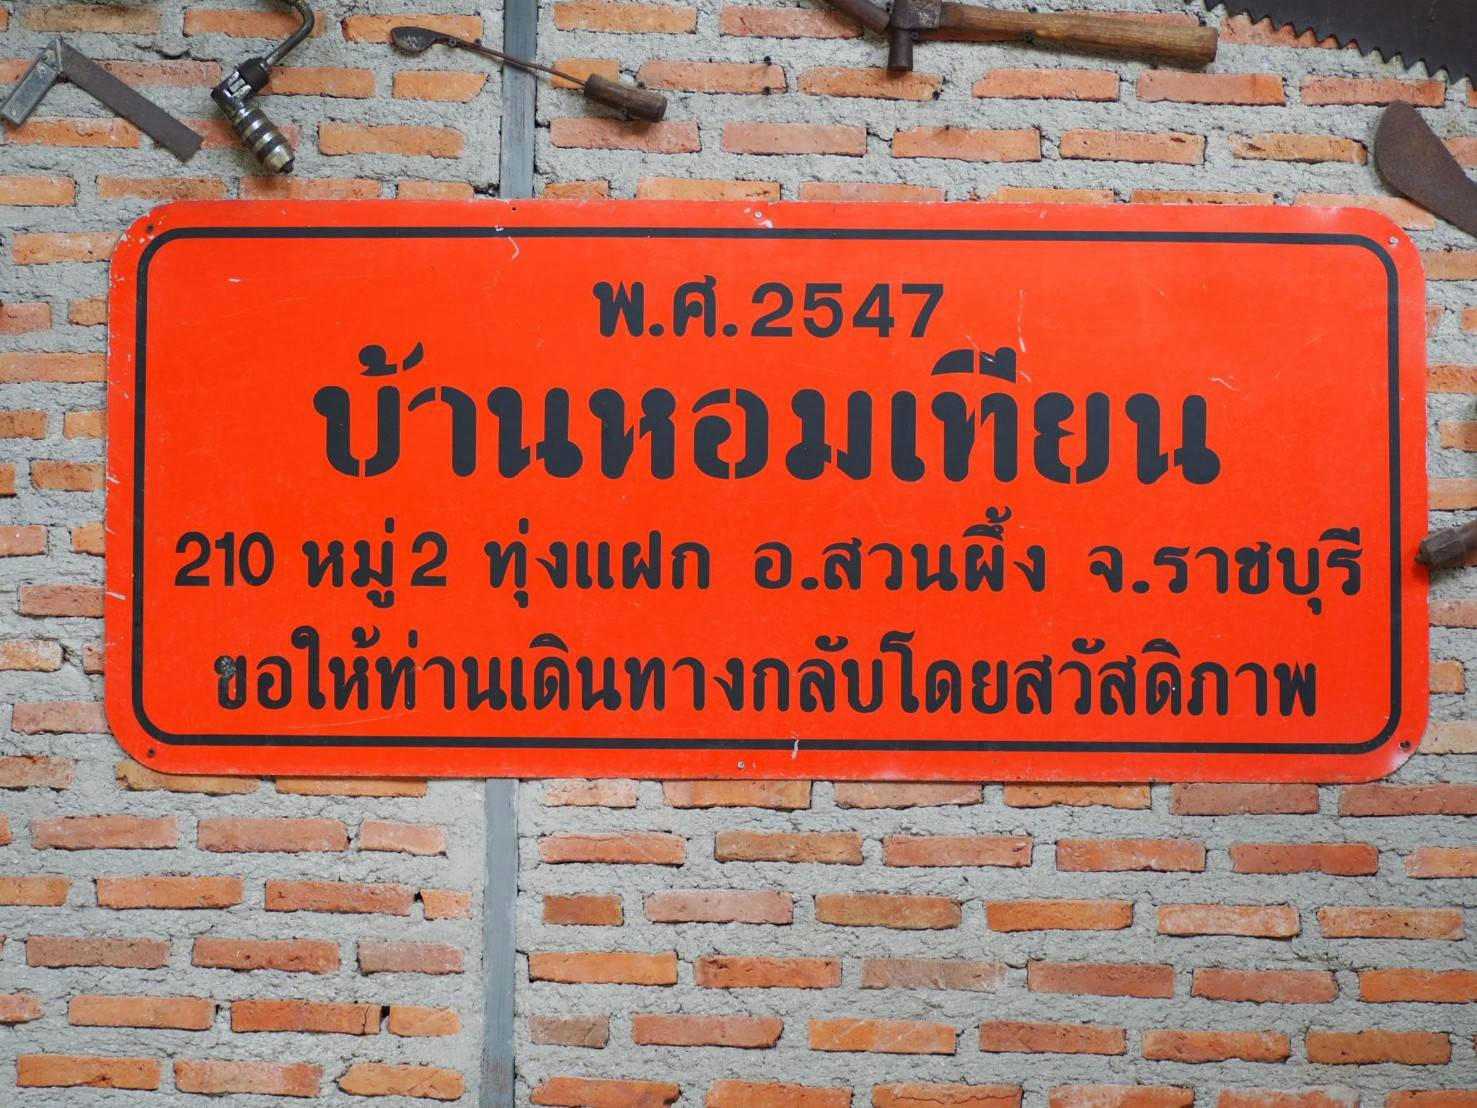 พ.ศ.2547
บ้านหอมเทียน
210 หมู่ 2 ทุ่งแฝก อ.สวนผึ้ง จ.ราชบุรี
ขอให้ท่านเดินทางกลับโดยสวัสดิภาพ